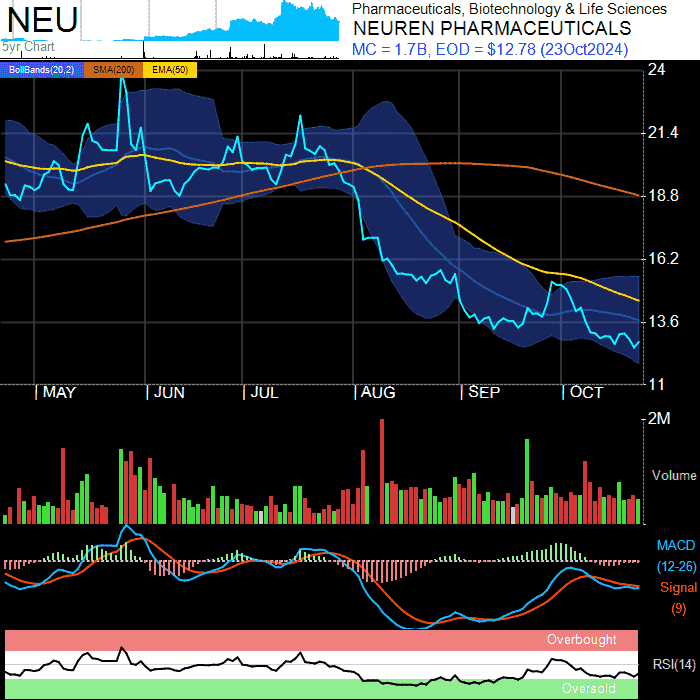 NEU
5yr Chart
Pharmaceuticals, Biotechnology & Life Sciences
NEUREN PHARMACEUTICALS
MC = 1.7B, EOD = $12.78 (23Oct2024)
BollBands(20,2) SMA(200) EMA(50)
24
21.4
18.8
16.2
13.6
11
MAY JUN JUL AUG SEP OCT
2M
Volume
MACD
(12-26)
Signal
(9)
Overbought
RSI(14)
Oversold